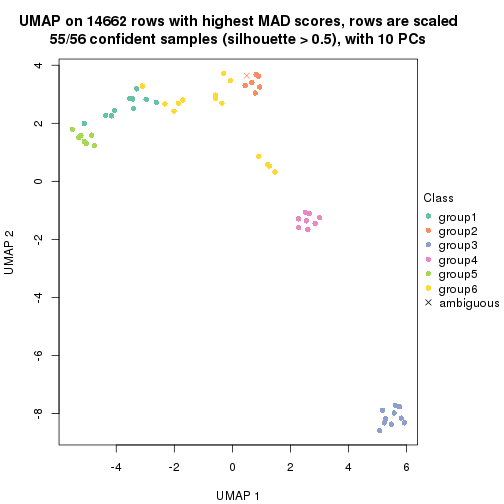 UMAP on 14662 rows with highest MAD scores, rows are scaled
55/56 confident samples (silhouette > 0.5), with 10 PCs
4
2
0
-2
-4
-6
-8
UMAP 2
-4
-2
0
2
4
6
UMAP 1
Class
group1
group2
group3
group4
group5
group6
ambiguous